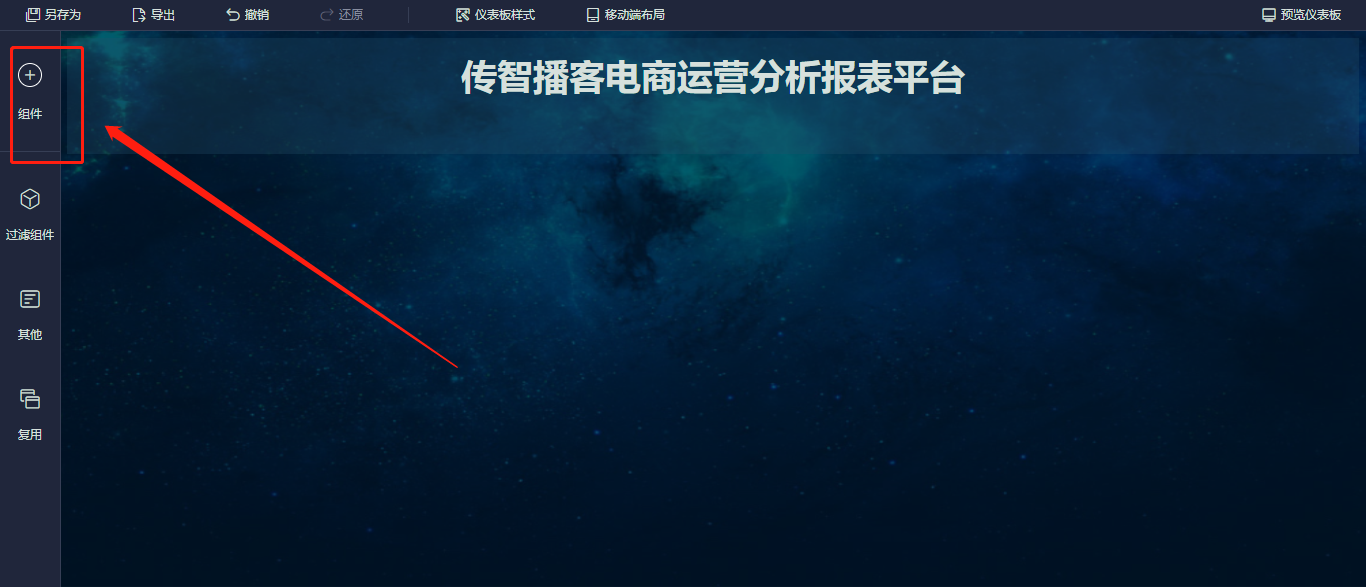 另存为 导出 撤销 还原 仪表板样式 移动端布局 预览仪表板
传智播客电商运营分析报表平台
组件
过滤组件
其他
复用